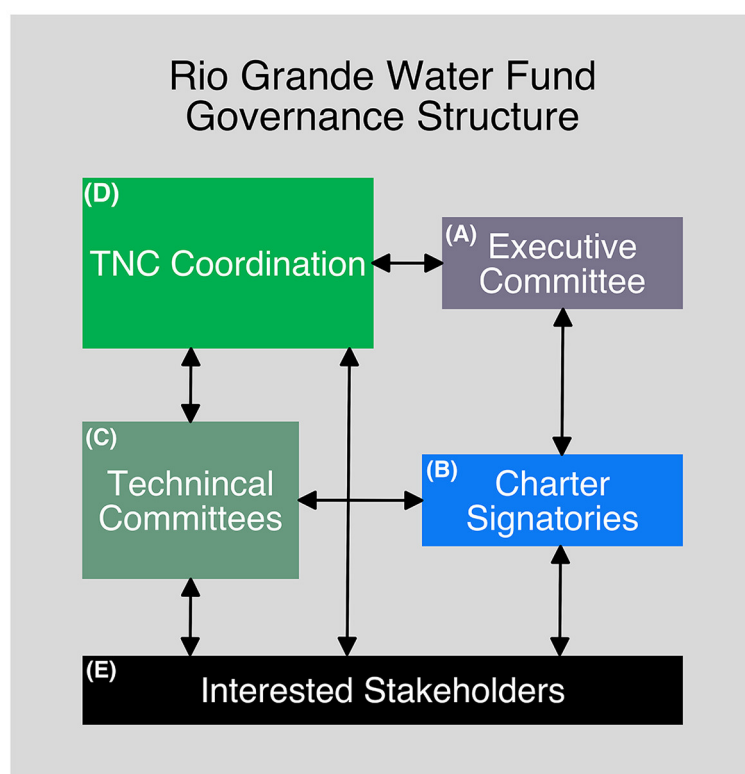 Rio Grande Water Fund
Governance Structure
(D)
TNC Coordination
(A)
Executive
Committee
(C)
Technincal
Committees
(B)
Charter
Signatories
(E)
Interested Stakeholders